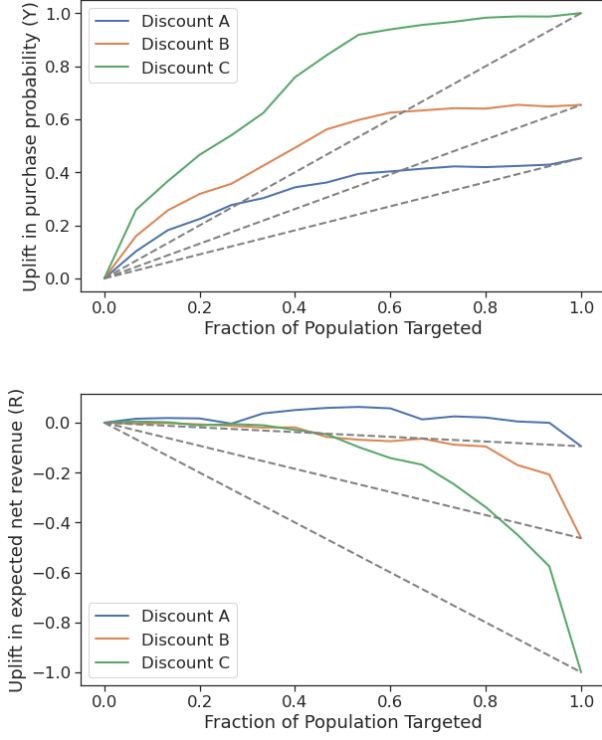 Uplift in purchase probability (Y)
1.0
0.8
0.6
0.4
0.2
0.0
Discount A
Discount B
Discount C
0.0 0.2 0.4 0.6 0.8 1.0
Fraction of Population Targeted
Uplift in expected net revenue (R)
0.0
−0.2
−0.4
−0.6
−0.8
−1.0
Discount A
Discount B
Discount C
0.0 0.2 0.4 0.6 0.8 1.0
Fraction of Population Targeted